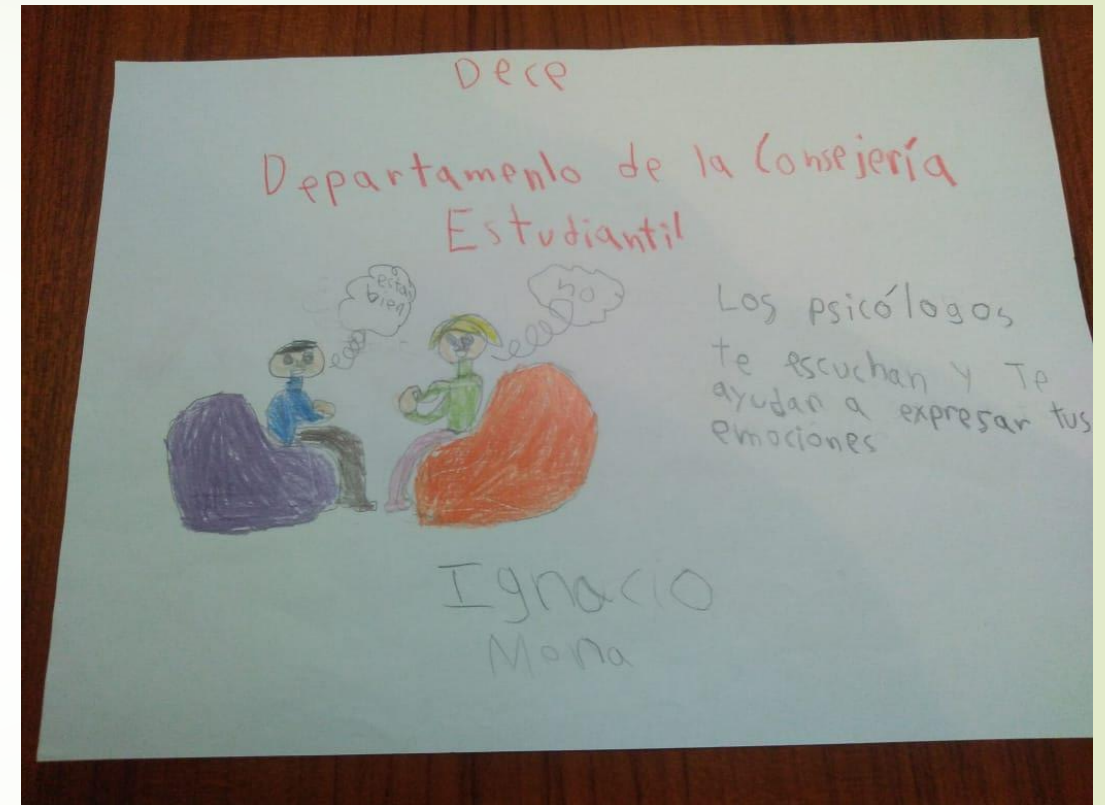 Dece
Departamento de la Consejería
Estudiantil
estas
bien
no
Los psicólogos
te escuchan y Te
ayudan a expresar tus
emociones
Ignacio